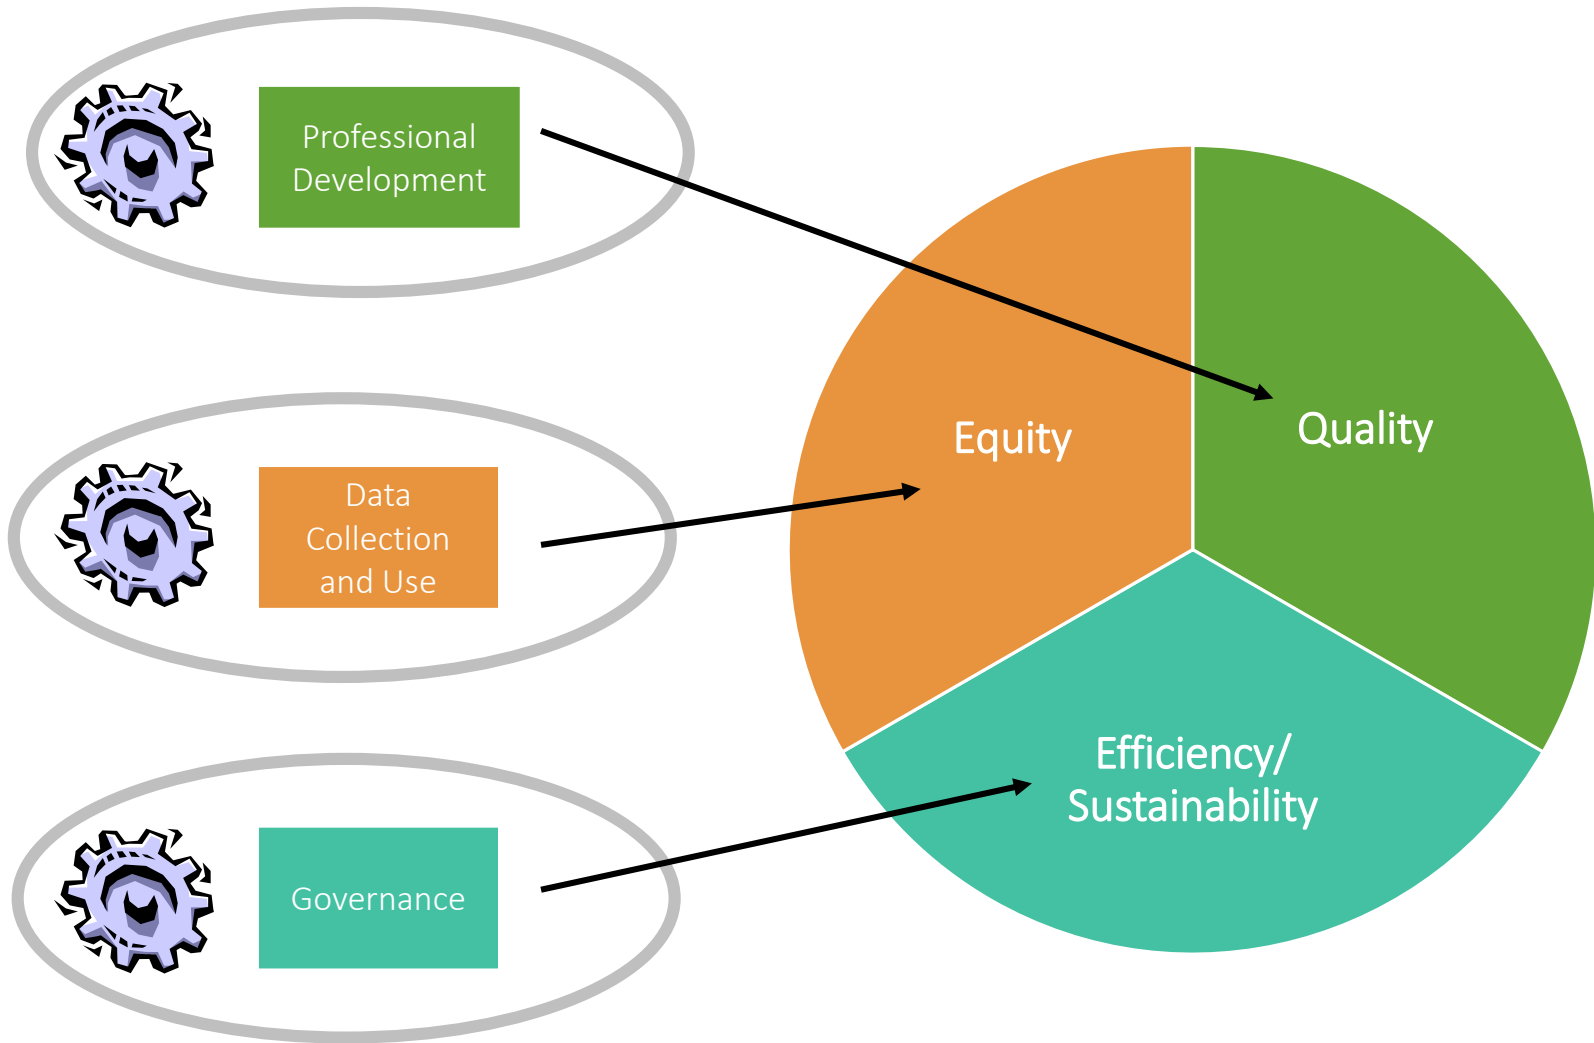 Professional
Development
Data
Collection
and Use
Governance
Equity
Quality
Efficiency/
Sustainability